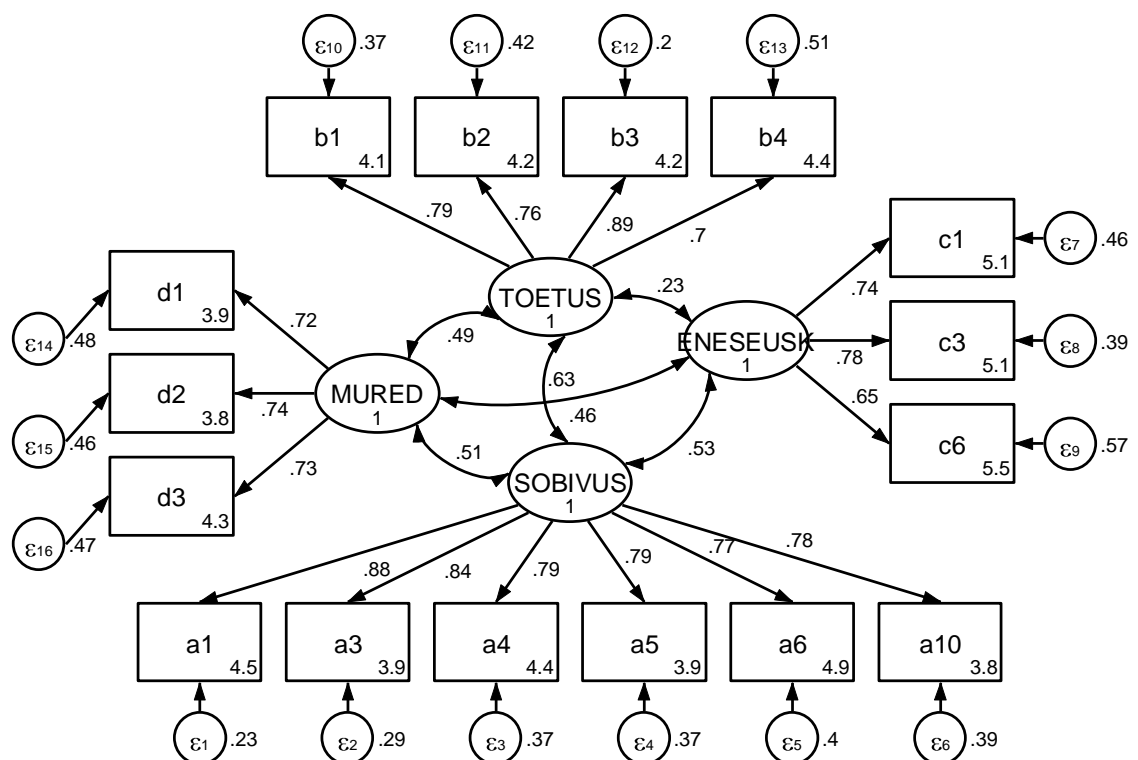 ε10 .37 ε11 .42 ε12 .2 ε13 .51
b1 4.1 b2 4.2 b3 4.2 b4 4.4
.79 .76 .89 .7
c1 5.1 ε7 .46
d1 3.9 TOETUS 1 .23 .74
ε14 .48 .72 .49 ENESEUSK 1 .78 c3 5.1 ε8 .39
d2 3.8 .74 MURED 1 .63 .65
ε15 .46 .46 c6 5.5 ε9 .57
d3 4.3 .73 .51 SOBIVUS 1 .53
ε16 .47
.88 .84 .79 .79 .77 .78
a1 4.5 a3 3.9 a4 4.4 a5 3.9 a6 4.9 a10 3.8
ε1 .23 ε2 .29 ε3 .37 ε4 .37 ε5 .4 ε6 .39